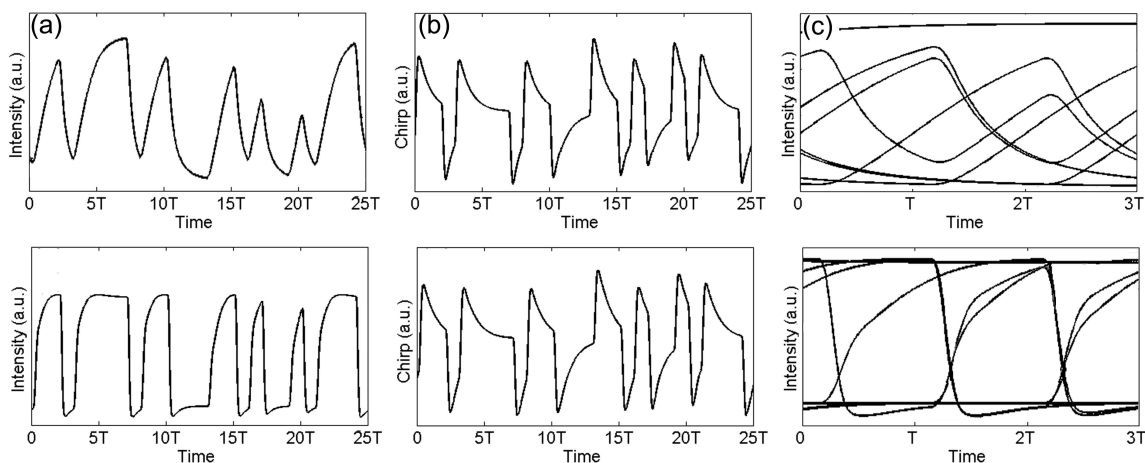 (a)
Intensity (a.u.)
0 5T 10T 15T 20T 25T
Time
(b)
Chirp (a.u.)
0 5T 10T 15T 20T 25T
Time
(c)
Intensity (a.u.)
0 T 2T 3T
Time
Intensity (a.u.)
0 5T 10T 15T 20T 25T
Time
Chirp (a.u.)
0 5T 10T 15T 20T 25T
Time
Intensity (a.u.)
0 T 2T 3T
Time